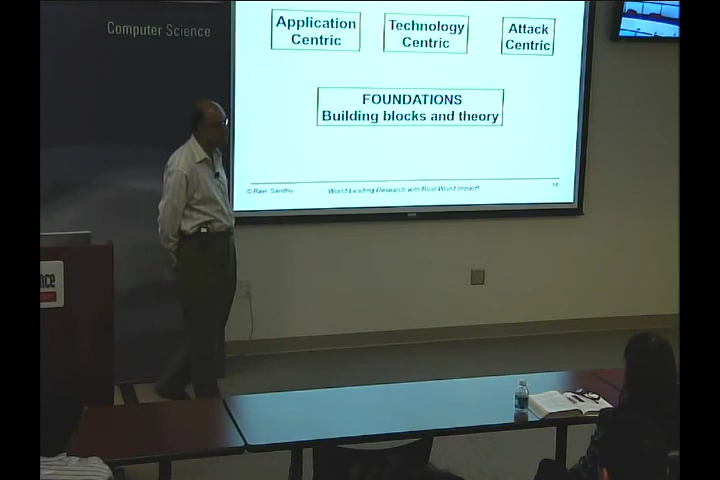 Computer Science
Application
Centric
Technology
Centric
Attack
Centric
FOUNDATIONS
Building blocks and theory
© Ravi Sandhu
World-Leading Research with Real-World Impact!
16
nce